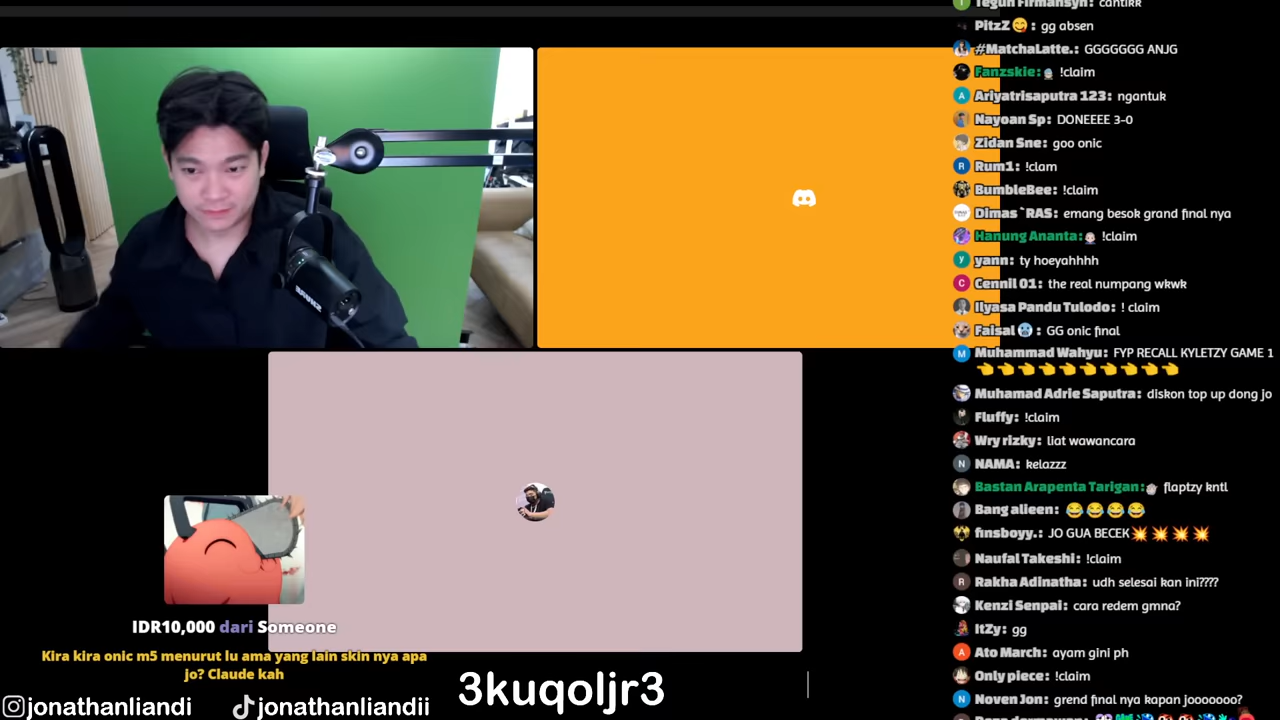 Tegun Firmansyn: cantikk
PitzZ 😋 : gg absen
#MatchaLatte.: GGGGGGG ANJG
Fanzskie: !claim
Ariyatrisaputra 123: ngantuk
Nayoan Sp: DONEEEE 3-0
Zidan Sne: goo onic
Rum1: !clam
BumbleBee: !claim
Dimas `RAS: emang besok grand final nya
Hanung Ananta: !claim
yann: ty hoeyahhhh
Cennil 01: the real numpang wkwk
Ilyasa Pandu Tulodo: ! claim
Faisal 🥶 : GG onic final
Muhammad Wahyu: FYP RECALL KYLETZY GAME 1
👈👈👈👈👈👈👈👈👈👈
Muhamad Adrie Saputra: diskon top up dong jo
Fluffy: !claim
Wry rizky: liat wawancara
NAMA: kelazzz
Bastan Arapenta Tarigan: flaptzy kntl
Bang alieen: 😂😂😂😂
finsboyy.: JO GUA BECEK💥💥💥💥
Naufal Takeshi: !claim
Rakha Adinatha: udh selesai kan ini????
Kenzi Senpai: cara redem gmna?
ItZy: gg
Ato March: ayam gini ph
Only piece: !claim
Noven Jon: grend final nya kapan jooooooo?
IDR10,000 dari Someone
Kira kira onic m5 menurut lu ama yang lain skin nya apa
jo? Claude kah
jonathanliandi
jonathanliandii
3kuqoljr3